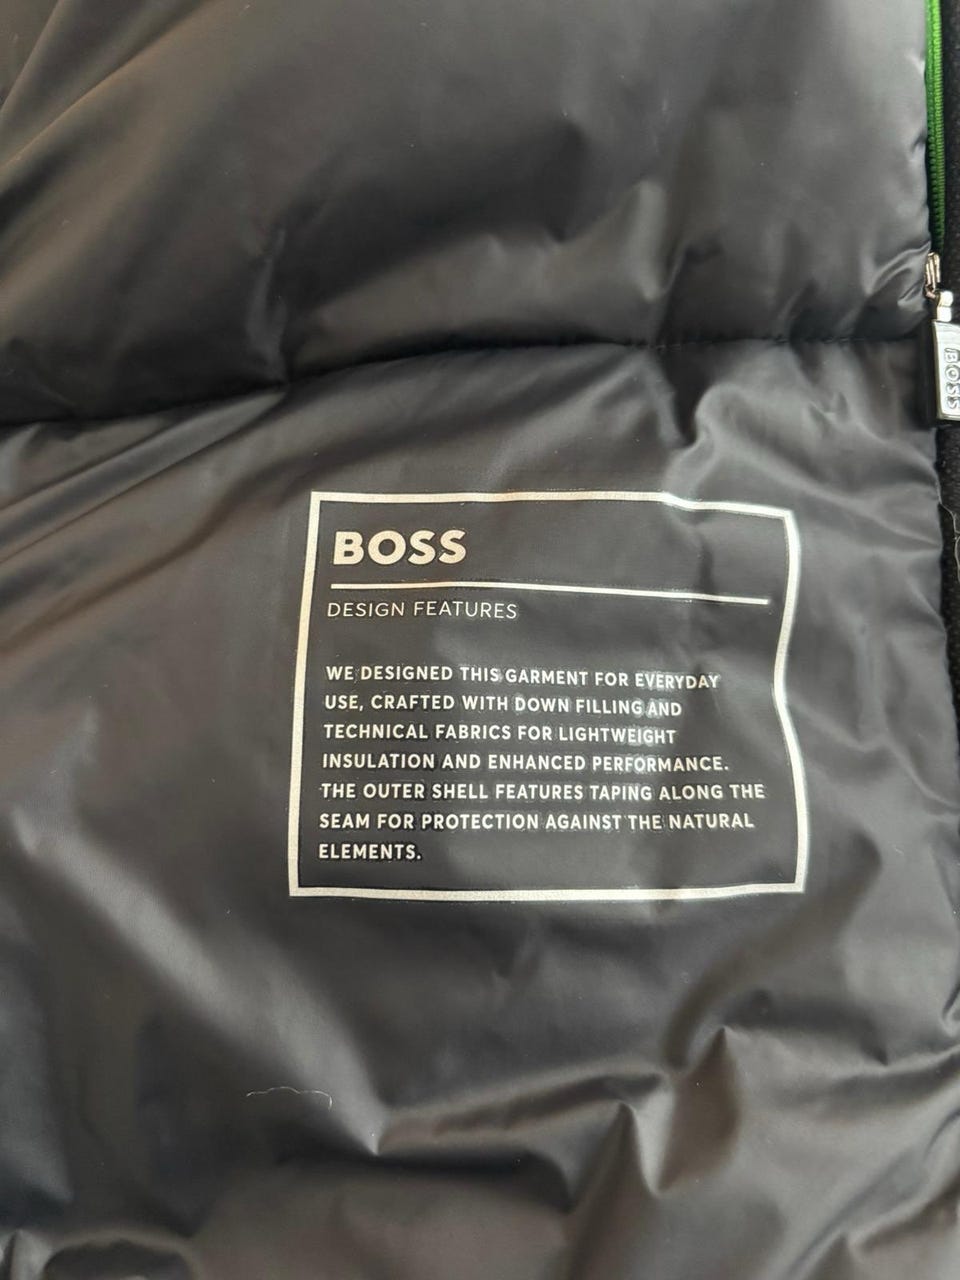 BOSS
BOSS
DESIGN FEATURES
WE DESIGNED THIS GARMENT FOR EVERYDAY
USE, CRAFTED WITH DOWN FILLING AND
TECHNICAL FABRICS FOR LIGHTWEIGHT
INSULATION AND ENHANCED PERFORMANCE.
THE OUTER SHELL FEATURES TAPING ALONG THE
SEAM FOR PROTECTION AGAINST THE NATURAL
ELEMENTS.